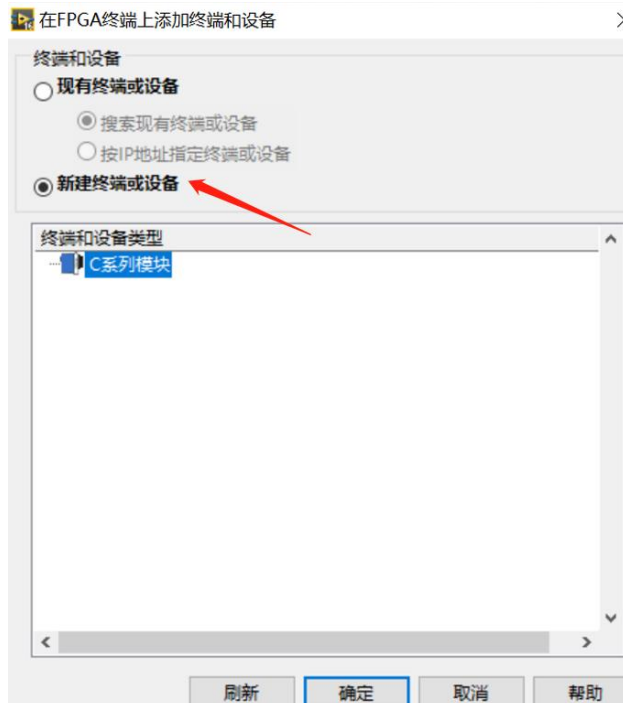 在FPGA终端上添加终端和设备
终端和设备
现有终端或设备
搜索现有终端或设备
按IP地址指定终端或设备
新建终端或设备
终端和设备类型
C系列模块
刷新 确定 取消 帮助